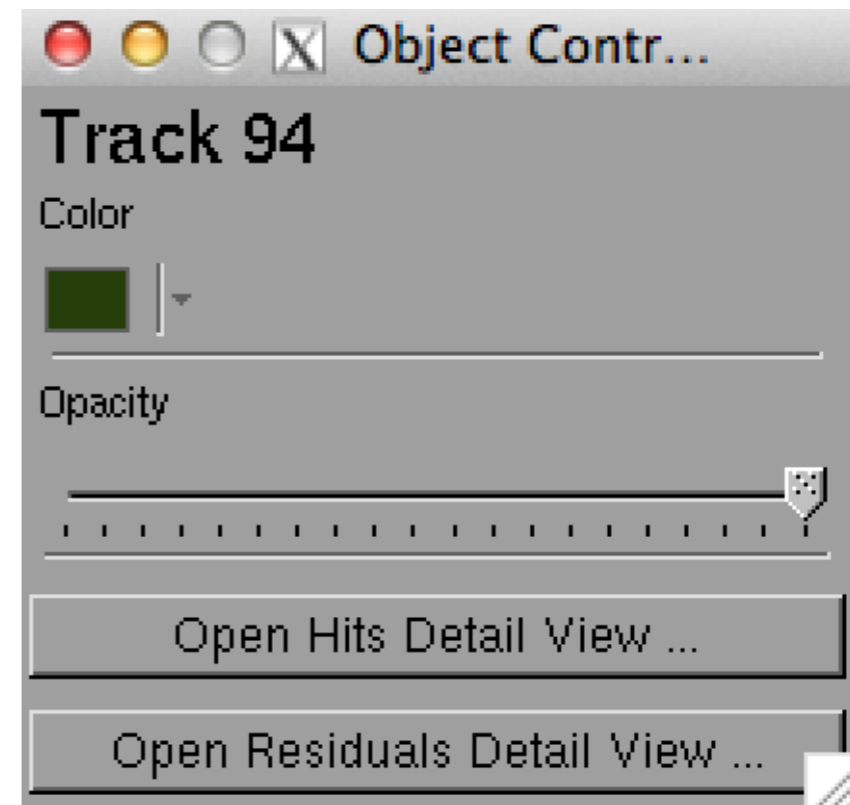 Object Contr...
Track 94
Color
Opacity
Open Hits Detail View ...
Open Residuals Detail View ...